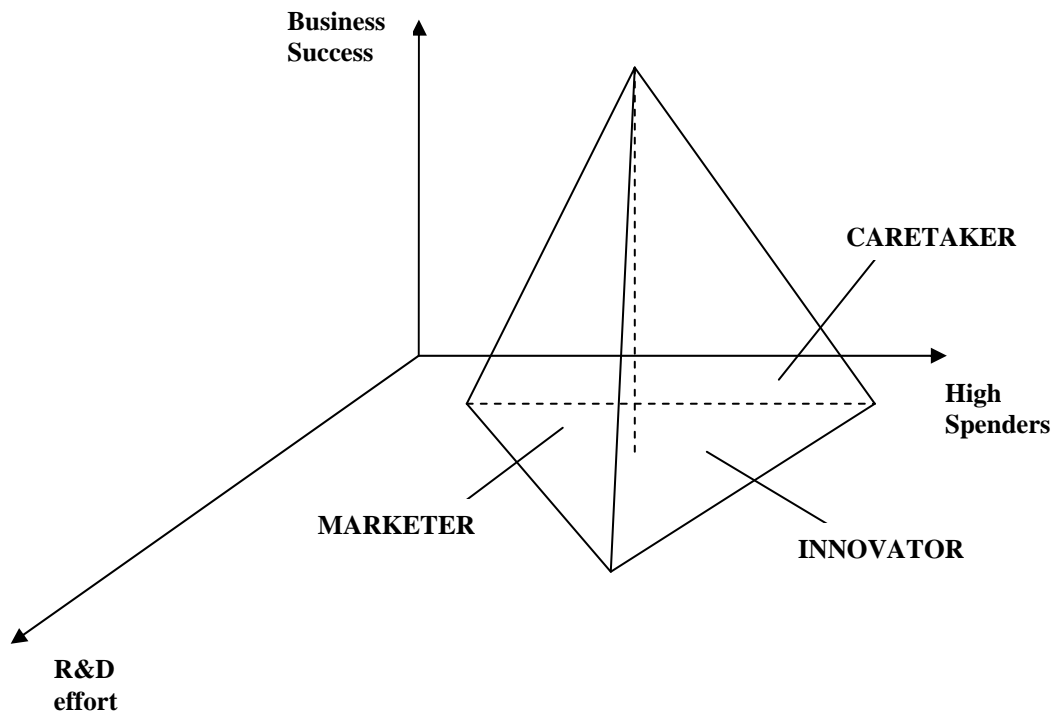 Business
Success
CARETAKER
High
Spenders
MARKETER
INNOVATOR
R&D
effort